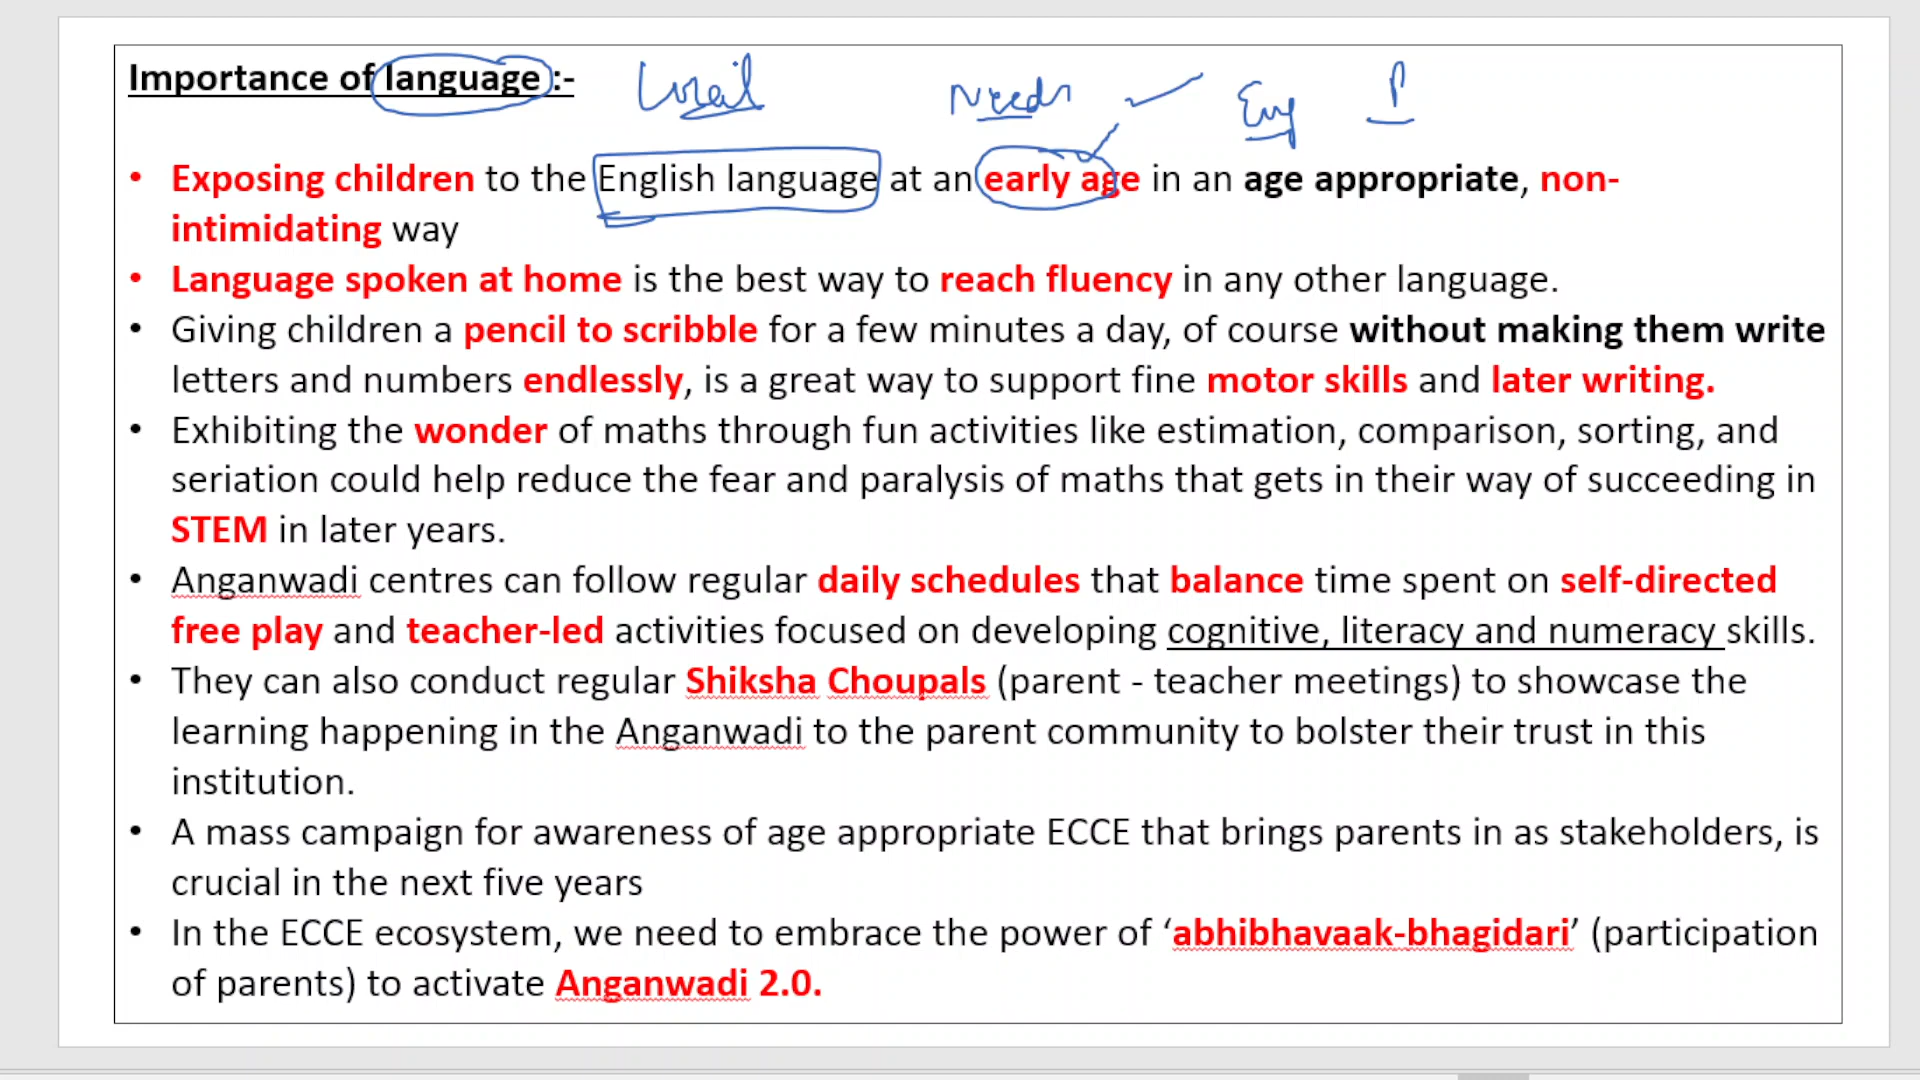 Importance of language :- Local Needs Eng P
• Exposing children to the English language at an early age in an age appropriate, non-
intimidating way
• Language spoken at home is the best way to reach fluency in any other language.
• Giving children a pencil to scribble for a few minutes a day, of course without making them write
letters and numbers endlessly, is a great way to support fine motor skills and later writing.
• Exhibiting the wonder of maths through fun activities like estimation, comparison, sorting, and
seriation could help reduce the fear and paralysis of maths that gets in their way of succeeding in
STEM in later years.
• Anganwadi centres can follow regular daily schedules that balance time spent on self-directed
free play and teacher-led activities focused on developing cognitive, literacy and numeracy skills.
• They can also conduct regular Shiksha Choupals (parent - teacher meetings) to showcase the
learning happening in the Anganwadi to the parent community to bolster their trust in this
institution.
• A mass campaign for awareness of age appropriate ECCE that brings parents in as stakeholders, is
crucial in the next five years
• In the ECCE ecosystem, we need to embrace the power of ‘abhibhavaak-bhagidari’ (participation
of parents) to activate Anganwadi 2.0.